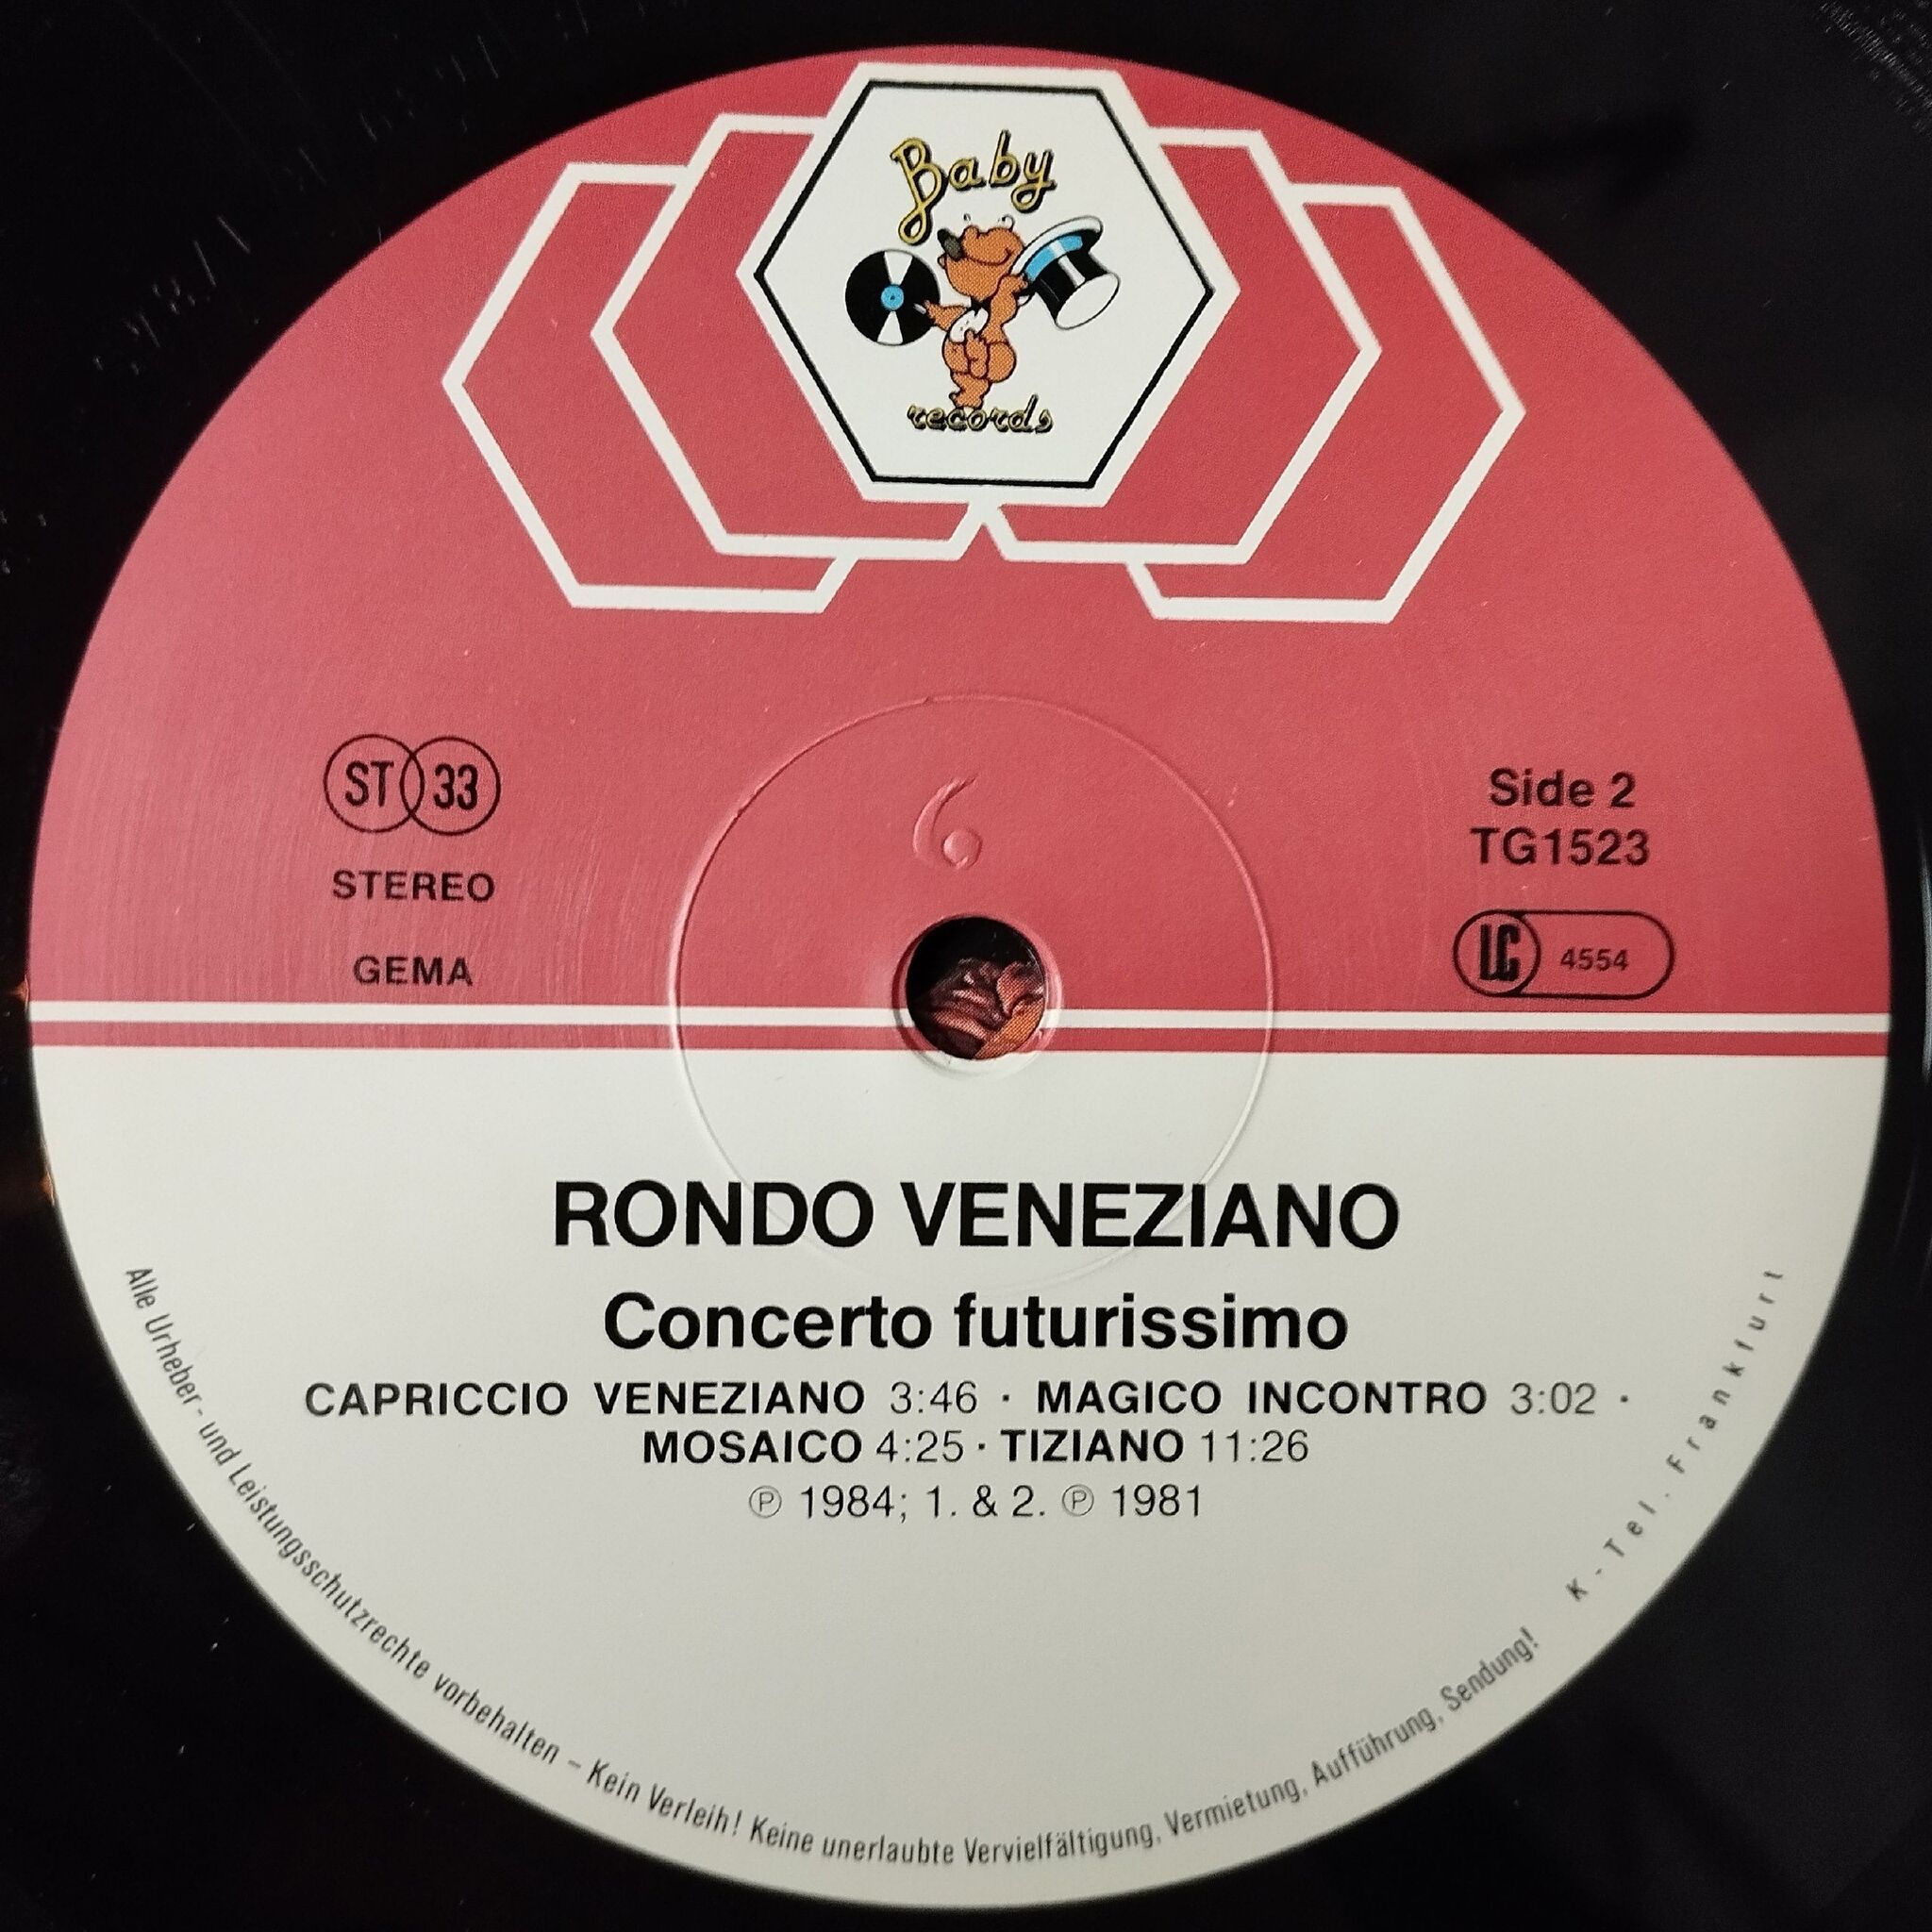 Baby
records
ST 33
STEREO
GEMA
Side 2
TG1523
LC 4554
6
RONDO VENEZIANO
Concerto futurissimo
CAPRICCIO VENEZIANO 3:46 · MAGICO INCONTRO 3:02 ·
MOSAICO 4:25 · TIZIANO 11:26
℗ 1984; 1. & 2. ℗ 1981
Alle Urheber- und Leistungsschutzrechte vorbehalten – Kein Verleih! Keine unerlaubte Vervielfältigung, Vermietung, Aufführung, Sendung! K-Tel. Frankfurt